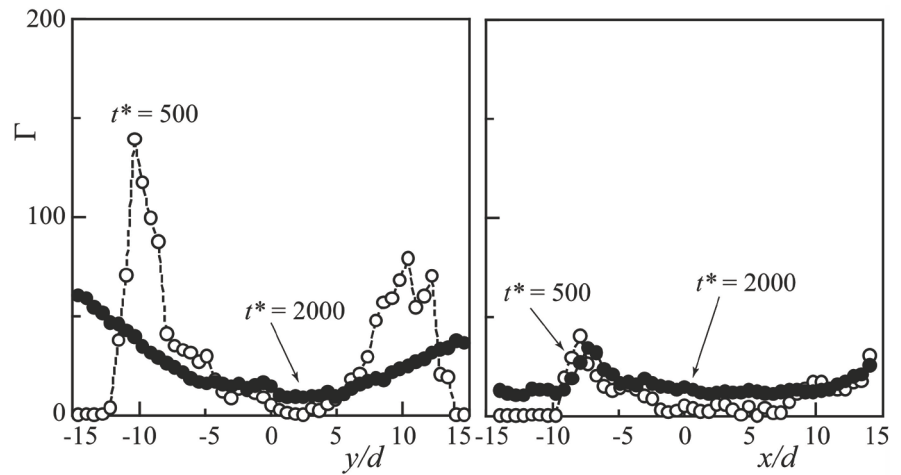 200
100
0
Γ
t* = 500
t* = 2000
-15 -10 -5 0 5 10 15
y/d
t* = 500
t* = 2000
-15 -10 -5 0 5 10 15
x/d